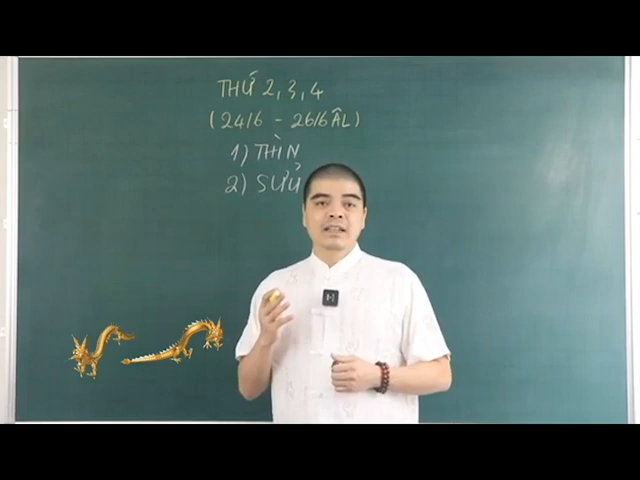 THỨ 2, 3, 4
(24/6 - 26/6 ÂL)
1) THÌN
2) SỬU